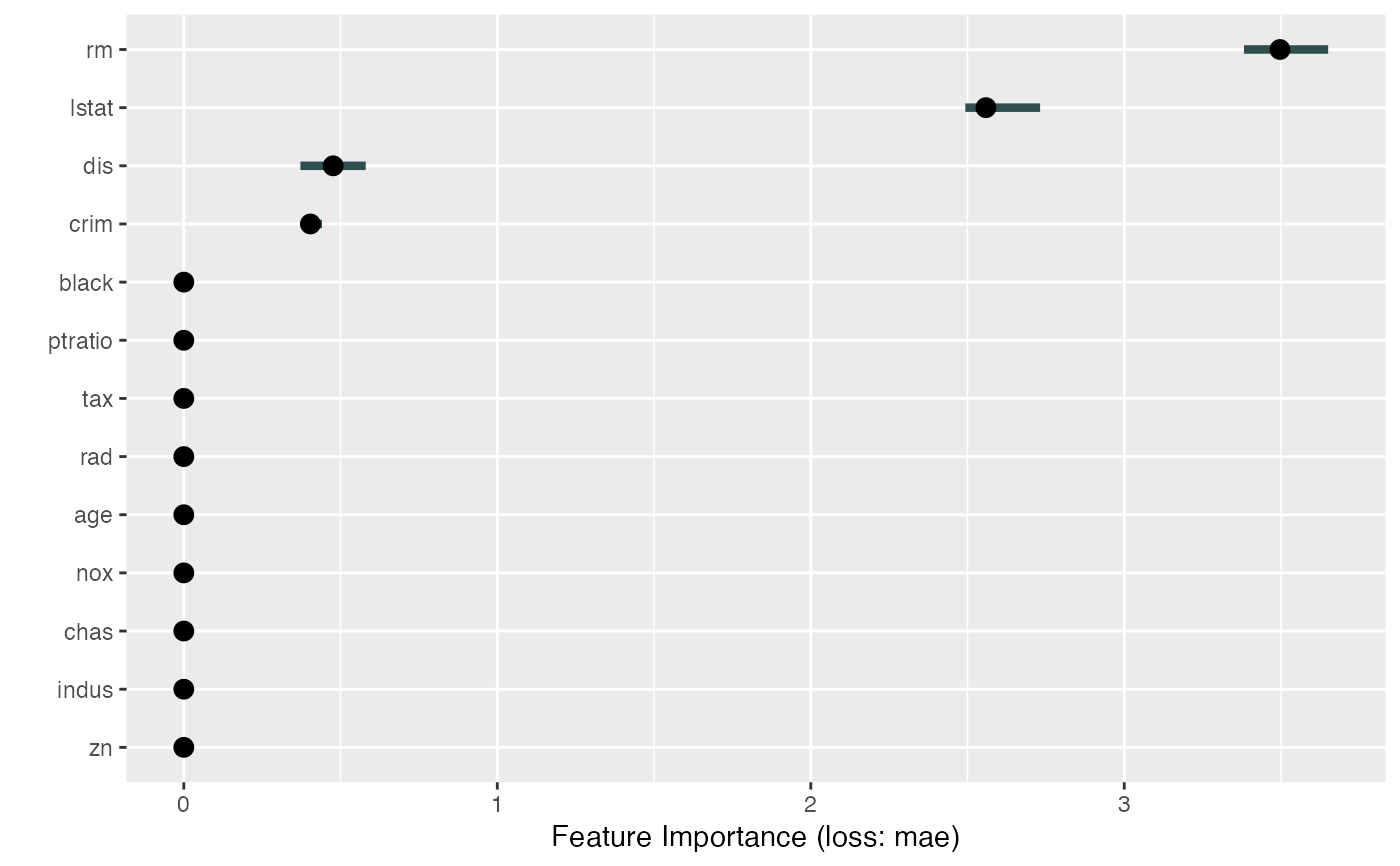 rm
lstat
dis
crim
black
ptratio
tax
rad
age
nox
chas
indus
zn
0 1 2 3
Feature Importance (loss: mae)